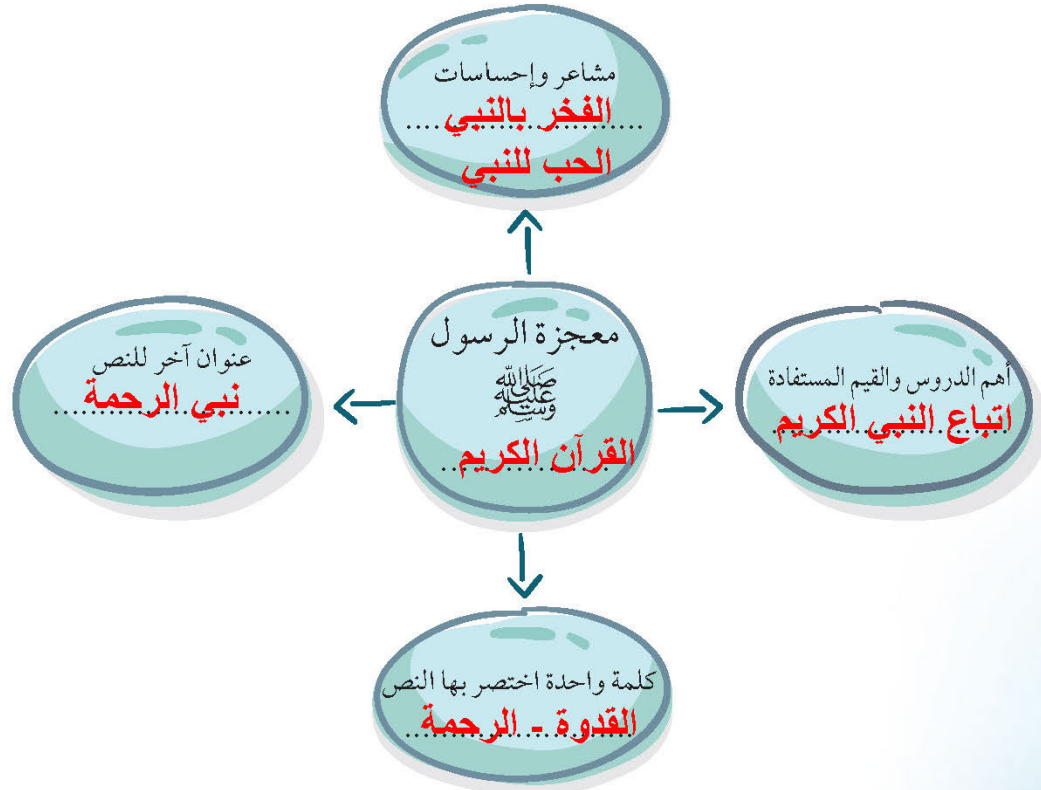 مشاعر وإحساسات
الفخر بالنبي
الحب للنبي
معجزة الرسول
صلى الله عليه وسلم
القرآن الكريم
أهم الدروس والقيم المستفادة
اتباع النبي الكريم
عنوان آخر للنص
نبي الرحمة
كلمة واحدة اختصر بها النص
القدوة - الرحمة